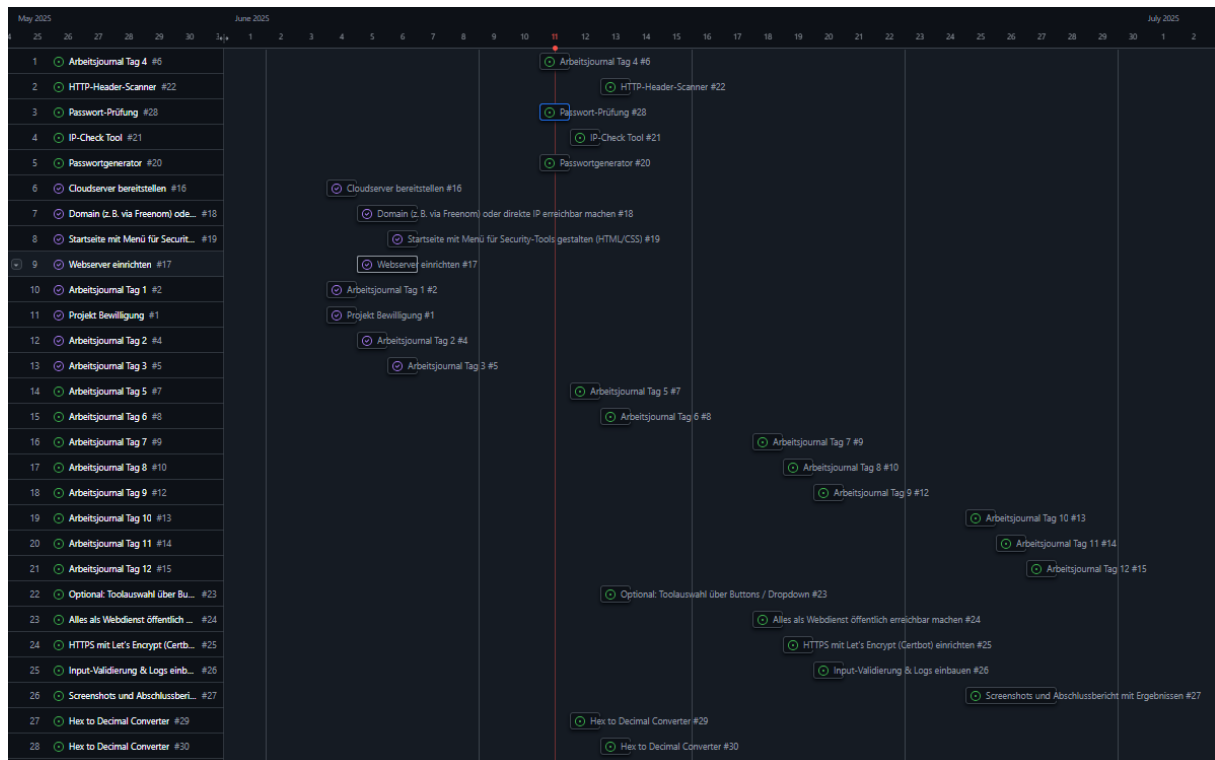 May 2025 June 2025 July 2025
25 26 27 28 29 30 1 2 3 4 5 6 7 8 9 10 11 12 13 14 15 16 17 18 19 20 21 22 23 24 25 26 27 28 29 30 1 2
1 Arbeitsjournal Tag 4 #6 Arbeitsjournal Tag 4 #6
2 HTTP-Header-Scanner #22 HTTP-Header-Scanner #22
3 Passwort-Prüfung #28 Passwort-Prüfung #28
4 IP-Check Tool #21 IP-Check Tool #21
5 Passwortgenerator #20 Passwortgenerator #20
6 Cloudserver bereitstellen #16 Cloudserver bereitstellen #16
7 Domain (z. B. via Freenom) ode... #18 Domain (z. B. via Freenom) oder direkte IP erreichbar machen #18
8 Startseite mit Menü für Securit... #19 Startseite mit Menü für Security-Tools gestalten (HTML/CSS) #19
9 Webserver einrichten #17 Webserver einrichten #17
10 Arbeitsjournal Tag 1 #2 Arbeitsjournal Tag 1 #2
11 Projekt Bewilligung #1 Projekt Bewilligung #1
12 Arbeitsjournal Tag 2 #4 Arbeitsjournal Tag 2 #4
13 Arbeitsjournal Tag 3 #5 Arbeitsjournal Tag 3 #5
14 Arbeitsjournal Tag 5 #7 Arbeitsjournal Tag 5 #7
15 Arbeitsjournal Tag 6 #8 Arbeitsjournal Tag 6 #8
16 Arbeitsjournal Tag 7 #9 Arbeitsjournal Tag 7 #9
17 Arbeitsjournal Tag 8 #10 Arbeitsjournal Tag 8 #10
18 Arbeitsjournal Tag 9 #12 Arbeitsjournal Tag 9 #12
19 Arbeitsjournal Tag 10 #13 Arbeitsjournal Tag 10 #13
20 Arbeitsjournal Tag 11 #14 Arbeitsjournal Tag 11 #14
21 Arbeitsjournal Tag 12 #15 Arbeitsjournal Tag 12 #15
22 Optional: Toolauswahl über Bu... #23 Optional: Toolauswahl über Buttons / Dropdown #23
23 Alles als Webdienst öffentlich ... #24 Alles als Webdienst öffentlich erreichbar machen #24
24 HTTPS mit Let's Encrypt (Certb... #25 HTTPS mit Let's Encrypt (Certbot) einrichten #25
25 Input-Validierung & Logs einb... #26 Input-Validierung & Logs einbauen #26
26 Screenshots und Abschlussberi... #27 Screenshots und Abschlussbericht mit Ergebnissen #27
27 Hex to Decimal Converter #29 Hex to Decimal Converter #29
28 Hex to Decimal Converter #30 Hex to Decimal Converter #30